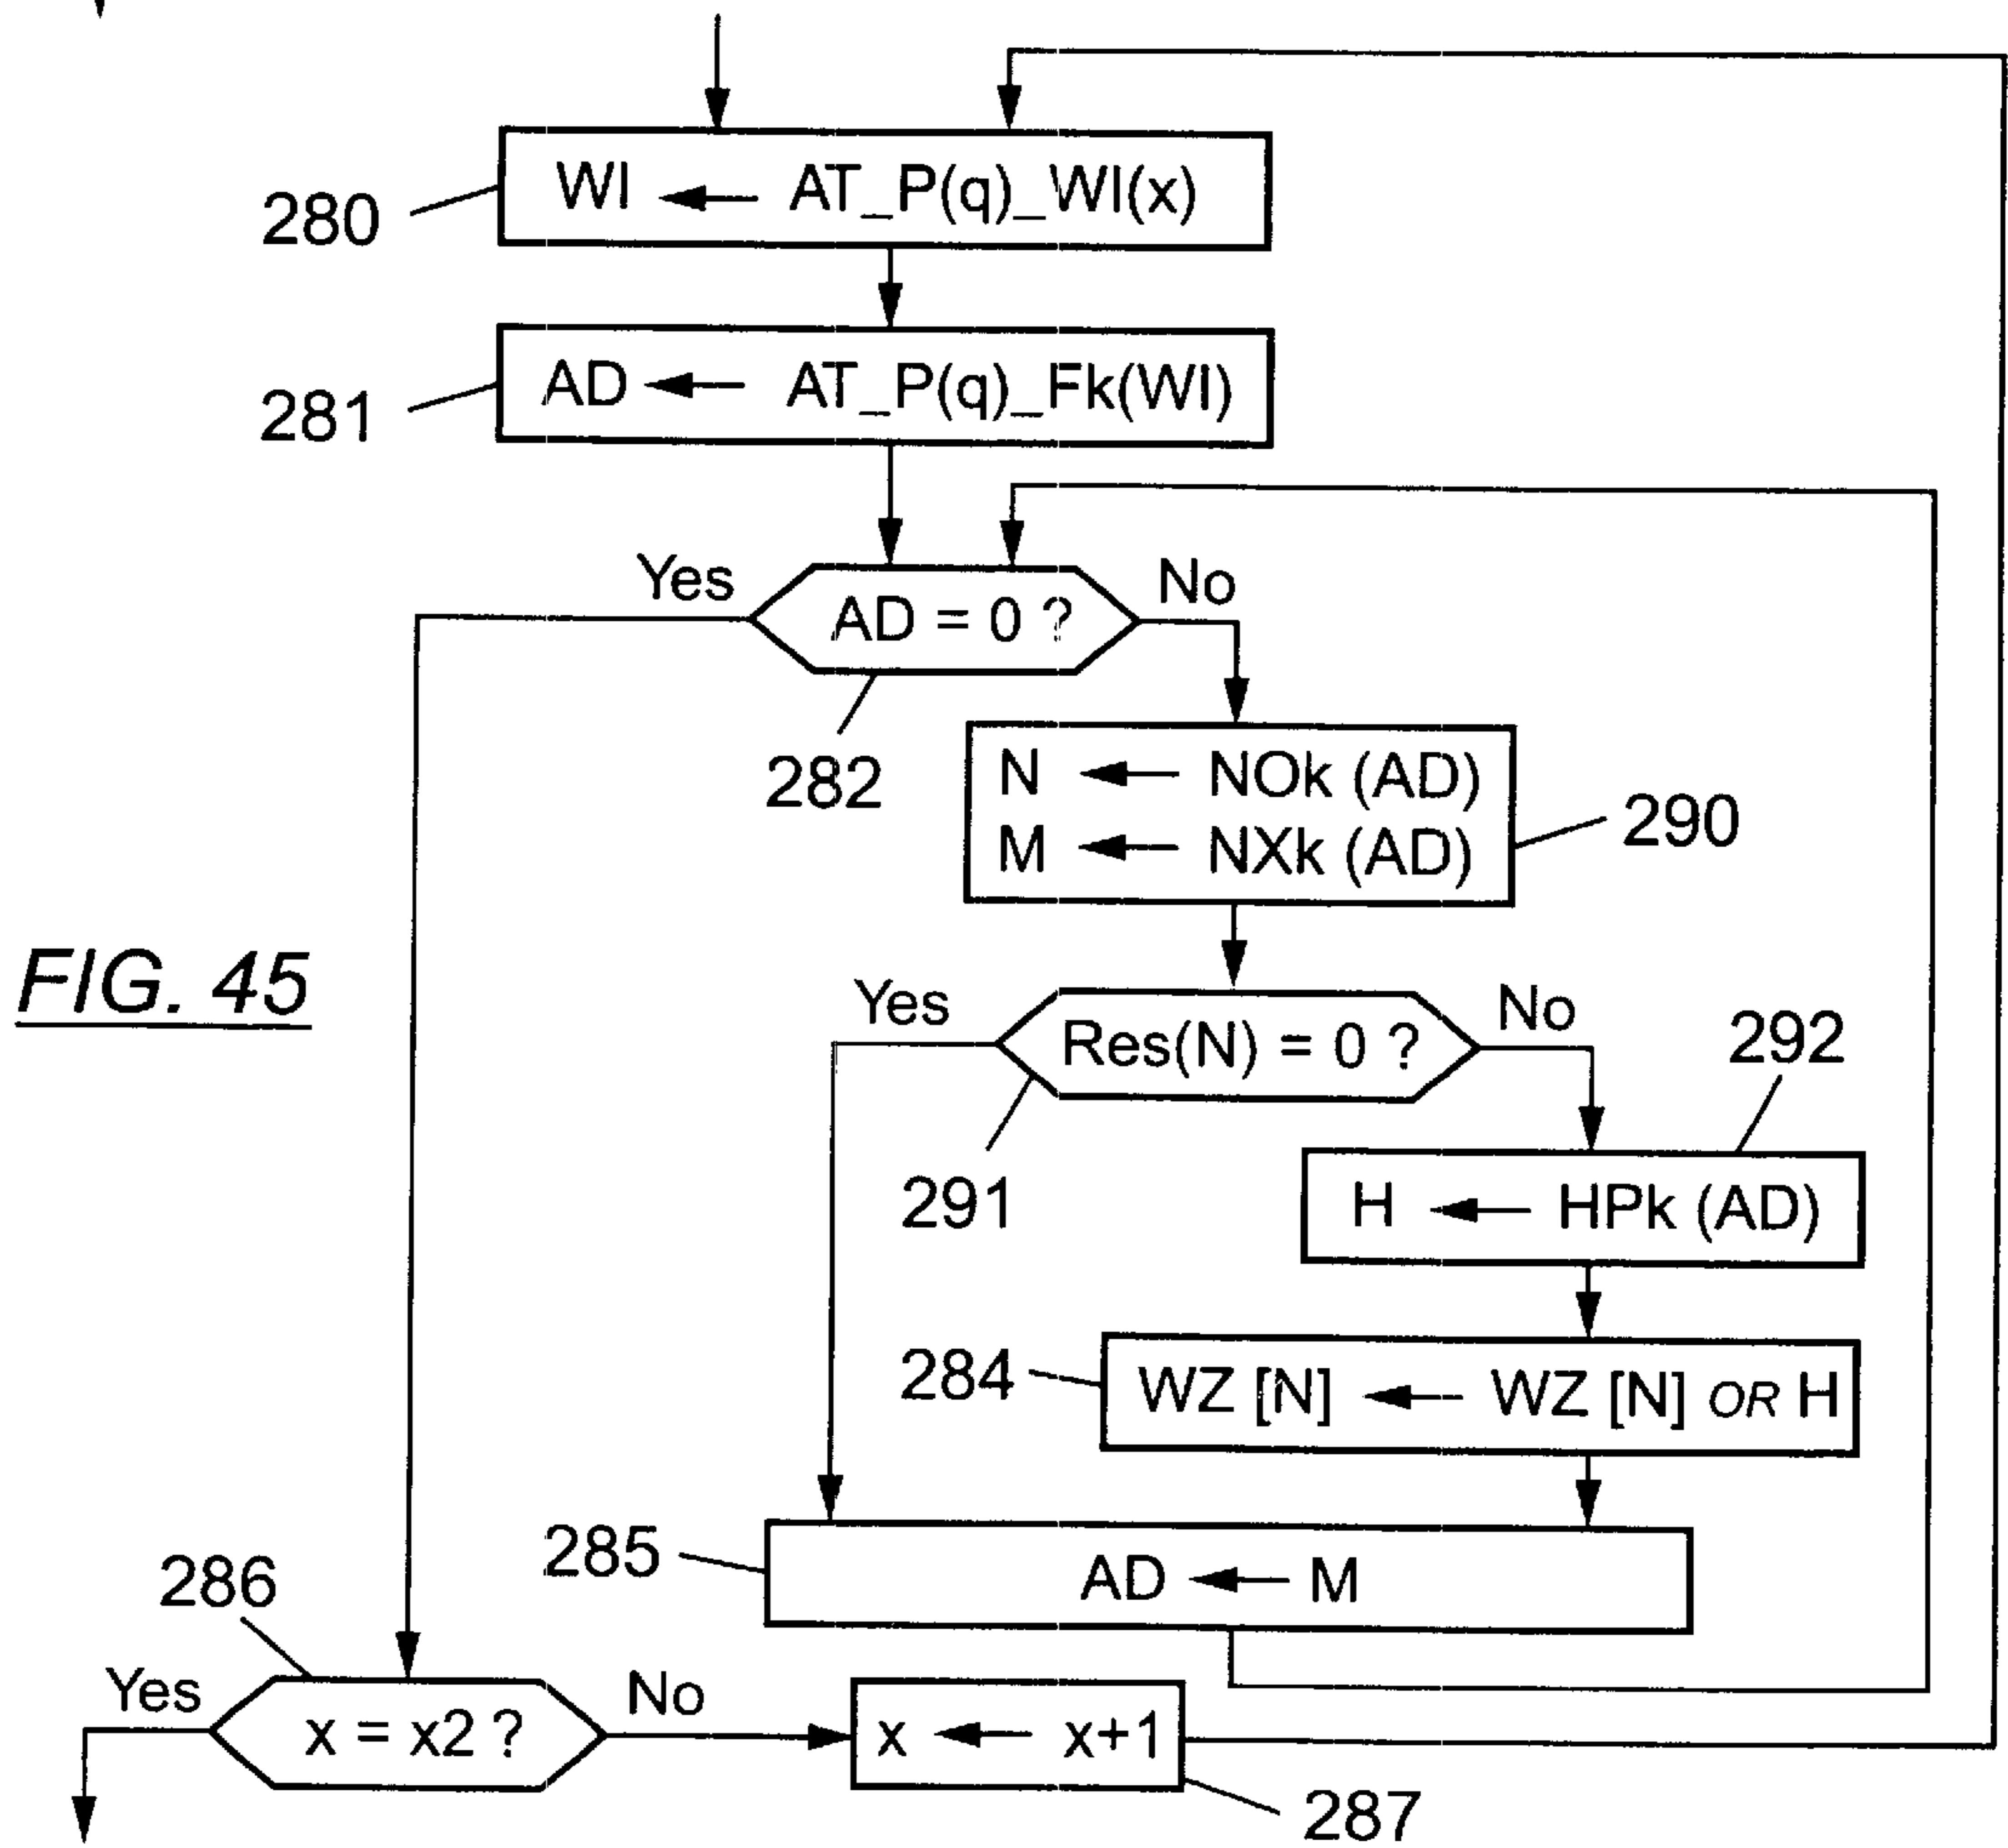 WI ← AT_P(q)_WI(x)
280
AD ← AT_P(q)_Fk(WI)
281
Yes
No
AD = 0 ?
282
N ← NOk (AD)
M ← NXk (AD)
290
FIG. 45
Yes
No
Res(N) = 0 ?
291
292
H ← HPk (AD)
284
WZ [N] ← WZ [N] OR H
285
AD ← M
286
Yes
No
x = x2 ?
x ← x+1
287